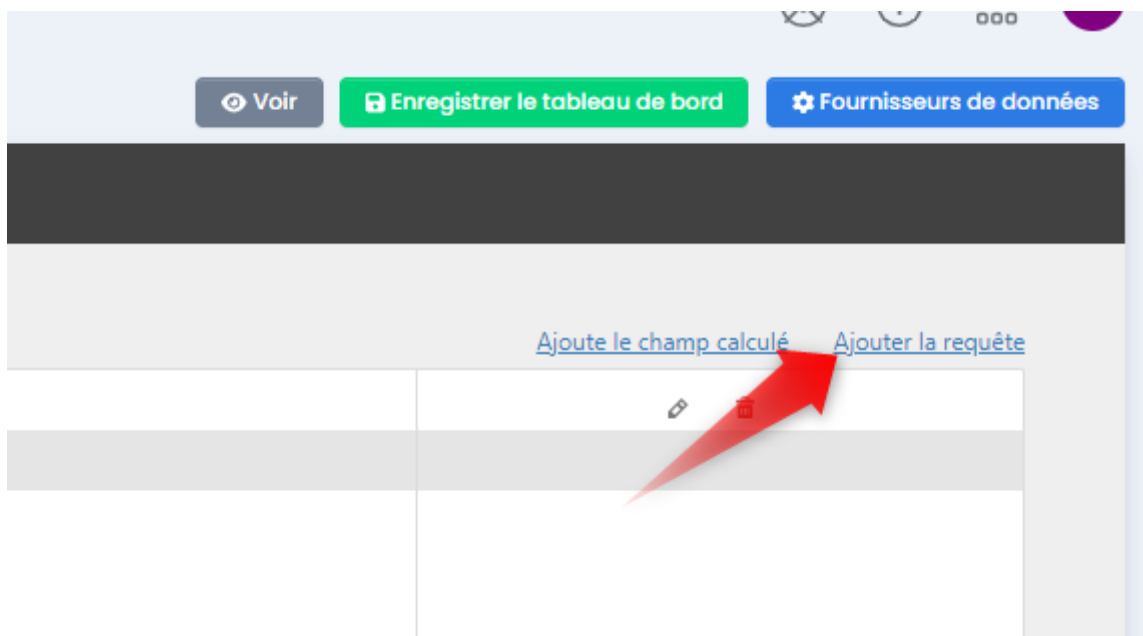 Voir Enregistrer le tableau de bord Fournisseurs de données
Ajoute le champ calculé Ajouter la requête